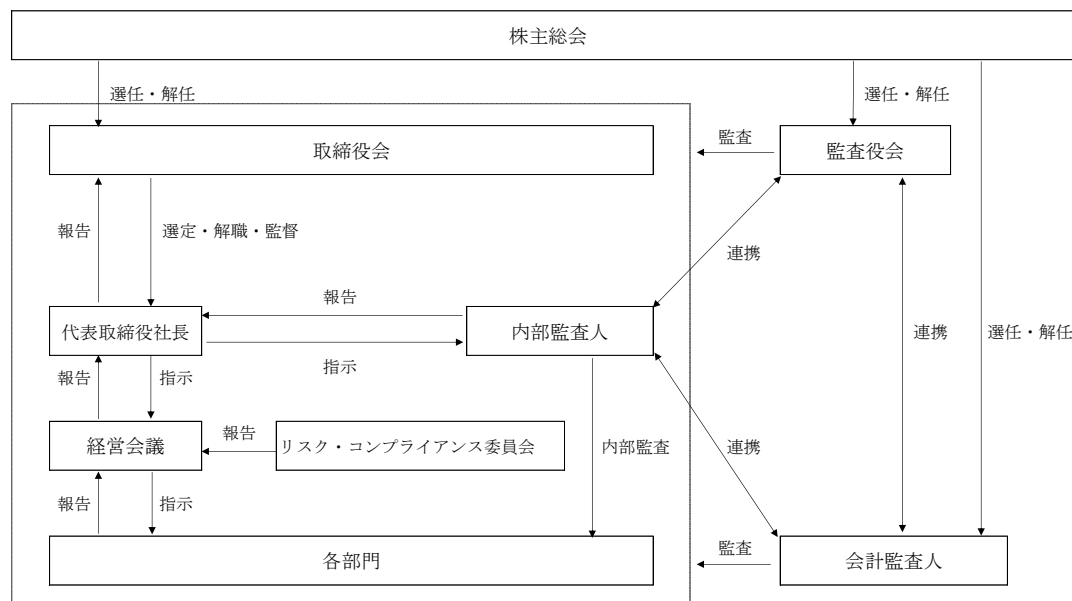 株主総会
選任・解任
選任・解任
取締役会
監査
監査役会
報告
選定・解職・監督
連携
報告
代表取締役社長
内部監査人
連携
選任・解任
指示
報告
指示
経営会議
報告
リスク・コンプライアンス委員会
内部監査
連携
報告
指示
各部門
監査
会計監査人